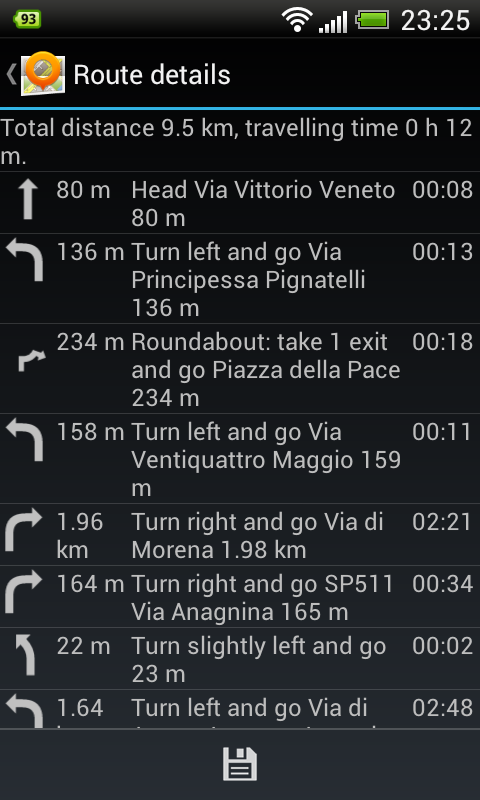 93
23:25
Route details
Total distance 9.5 km, travelling time 0 h 12
m.
80 m Head Via Vittorio Veneto 00:08
80 m
136 m Turn left and go Via 00:13
Principessa Pignatelli
136 m
234 m Roundabout: take 1 exit 00:18
and go Piazza della Pace
234 m
158 m Turn left and go Via 00:11
Ventiquattro Maggio 159
m
1.96 Turn right and go Via di 02:21
km Morena 1.98 km
164 m Turn right and go SP511 00:34
Via Anagnina 165 m
22 m Turn slightly left and go 00:02
23 m
1.64 Turn left and go Via di 02:48